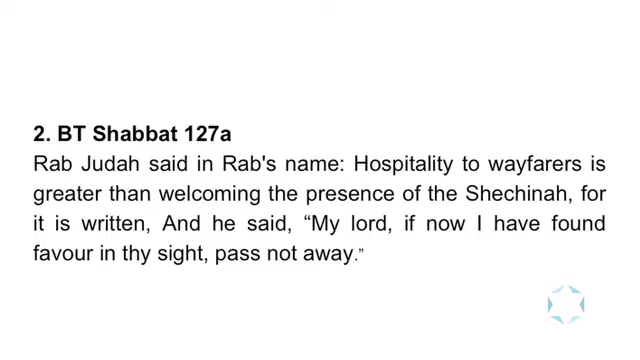 2. BT Shabbat 127a
Rab Judah said in Rab's name: Hospitality to wayfarers is
greater than welcoming the presence of the Shechinah, for
it is written, And he said, “My lord, if now I have found
favour in thy sight, pass not away.”